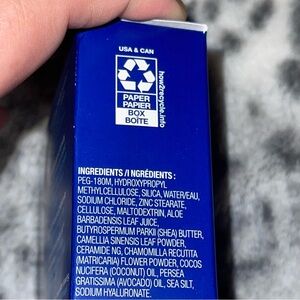 USA & CAN
how2recycle.info
PAPER
PAPIER
BOX
BOÎTE
INGREDIENTS /I NGRÉDIENTS :
PEG-180M, HYDROXYPROPYL
METHYLCELLULOSE, SILICA, WATER/EAU,
SODIUM CHLORIDE, ZINC STEARATE,
CELLULOSE, MALTODEXTRIN, ALOE
BARBADENSIS LEAF JUICE,
BUTYROSPERMUM PARKII (SHEA) BUTTER,
CAMELLIA SINENSIS LEAF POWDER,
CERAMIDE NG, CHAMOMILLA RECUTITA
(MATRICARIA) FLOWER POWDER, COCOS
NUCIFERA (COCONUT) OIL, PERSEA
GRATISSIMA (AVOCADO) OIL, SEA SALT,
SODIUM HYALURONATE.